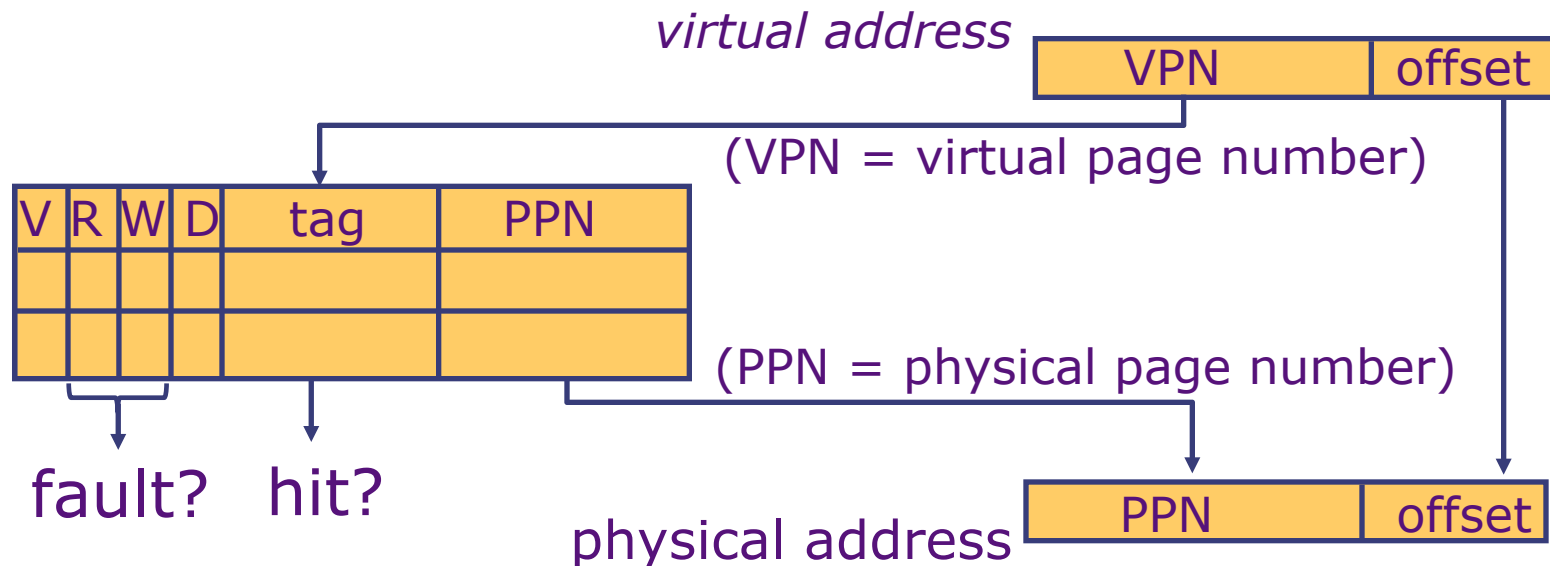 virtual address
VPN offset
(VPN = virtual page number)
V R W D tag PPN
(PPN = physical page number)
fault? hit?
PPN offset
physical address